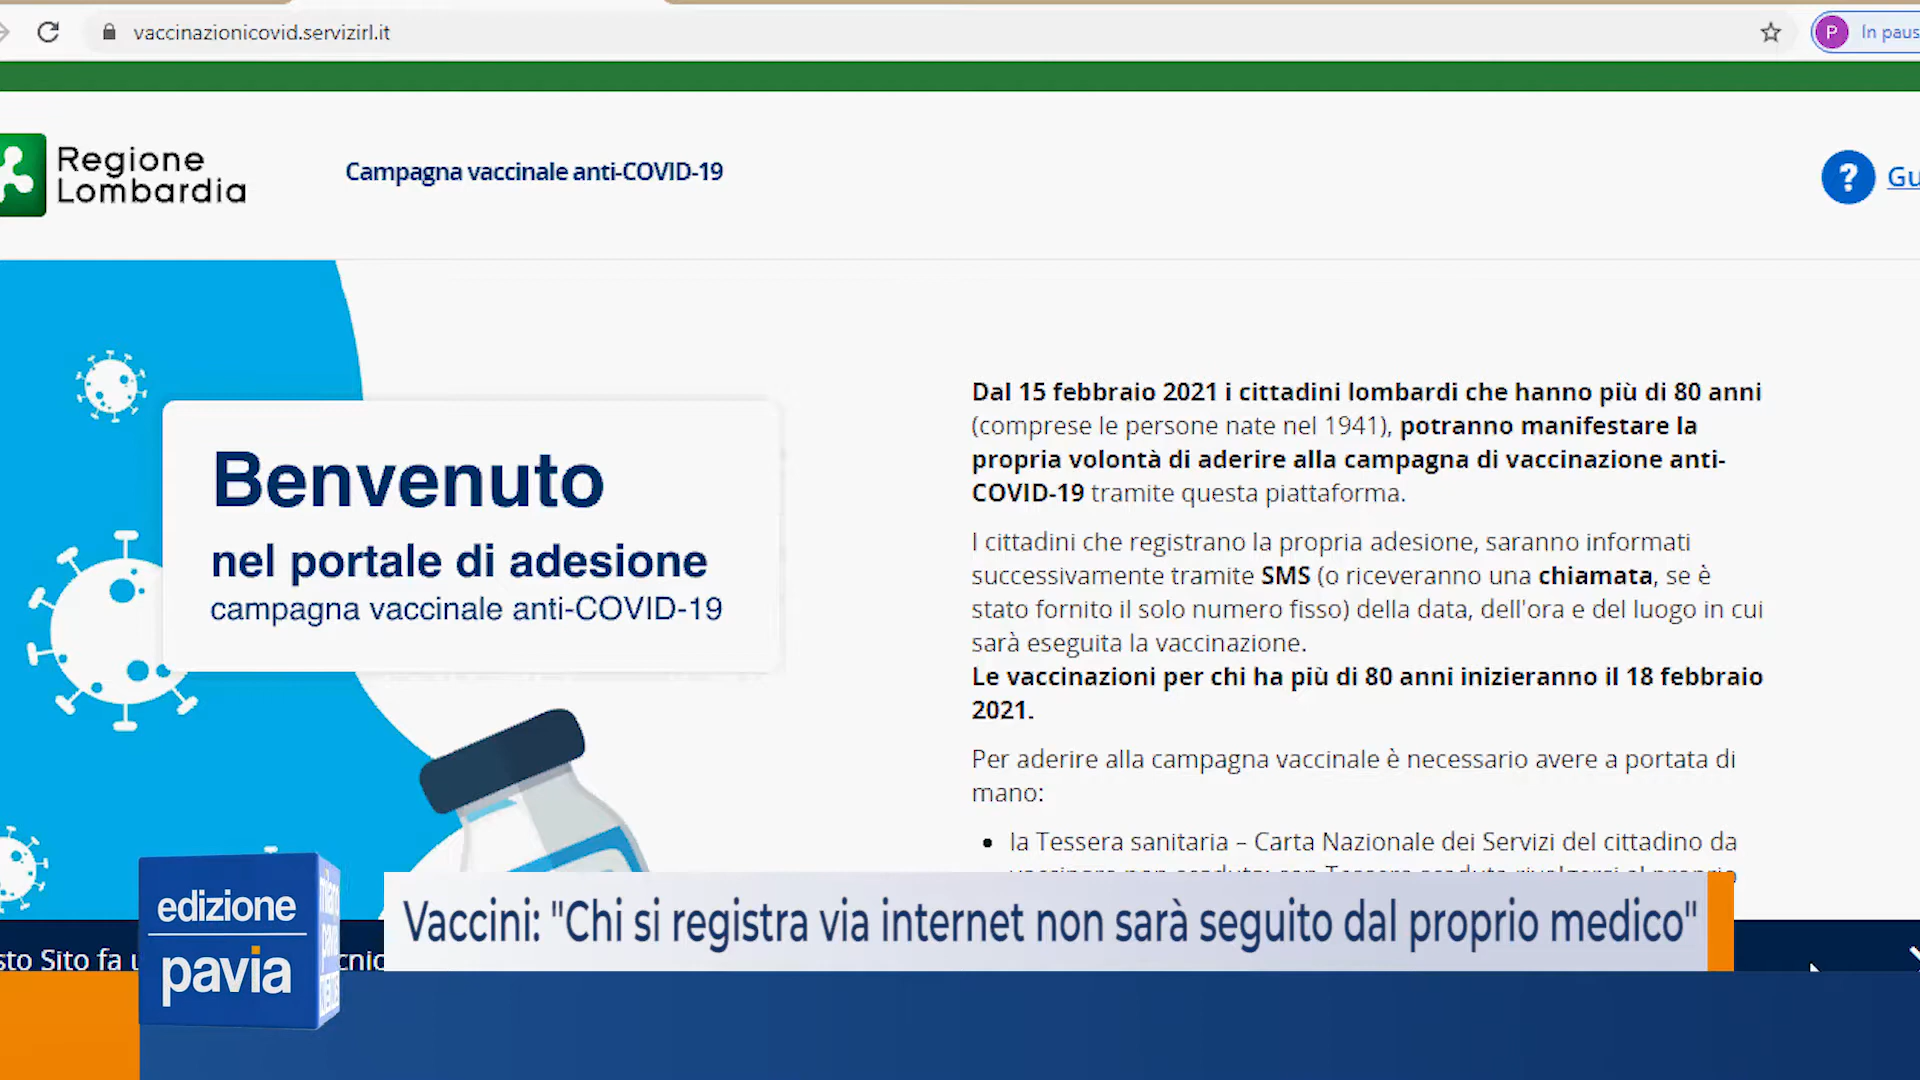 vaccinazionicovid.servizirl.it
P
In paus
Regione
Lombardia
Campagna vaccinale anti-COVID-19
?
Gu
Benvenuto
nel portale di adesione
campagna vaccinale anti-COVID-19
Dal 15 febbraio 2021 i cittadini lombardi che hanno più di 80 anni
(comprese le persone nate nel 1941), potranno manifestare la
propria volontà di aderire alla campagna di vaccinazione anti-
COVID-19 tramite questa piattaforma.
I cittadini che registrano la propria adesione, saranno informati
successivamente tramite SMS (o riceveranno una chiamata, se è
stato fornito il solo numero fisso) della data, dell'ora e del luogo in cui
sarà eseguita la vaccinazione.
Le vaccinazioni per chi ha più di 80 anni inizieranno il 18 febbraio
2021.
Per aderire alla campagna vaccinale è necessario avere a portata di
mano:
• la Tessera sanitaria – Carta Nazionale dei Servizi del cittadino da
edizione
pavia
Vaccini: "Chi si registra via internet non sarà seguito dal proprio medico"
sto Sito fa